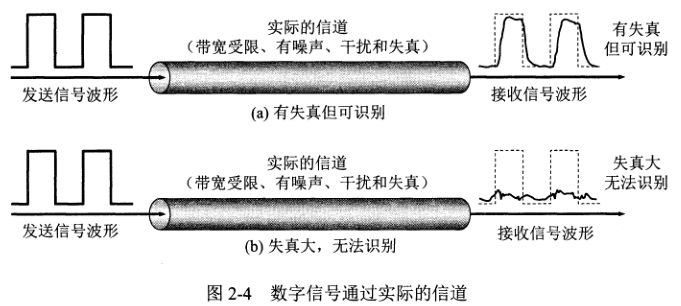 实际的信道
（带宽受限、有噪声、干扰和失真）
有失真
但可识别
发送信号波形
接收信号波形
(a) 有失真但可识别
实际的信道
（带宽受限、有噪声、干扰和失真）
失真大
无法识别
发送信号波形
接收信号波形
(b) 失真大，无法识别
图 2-4 数字信号通过实际的信道